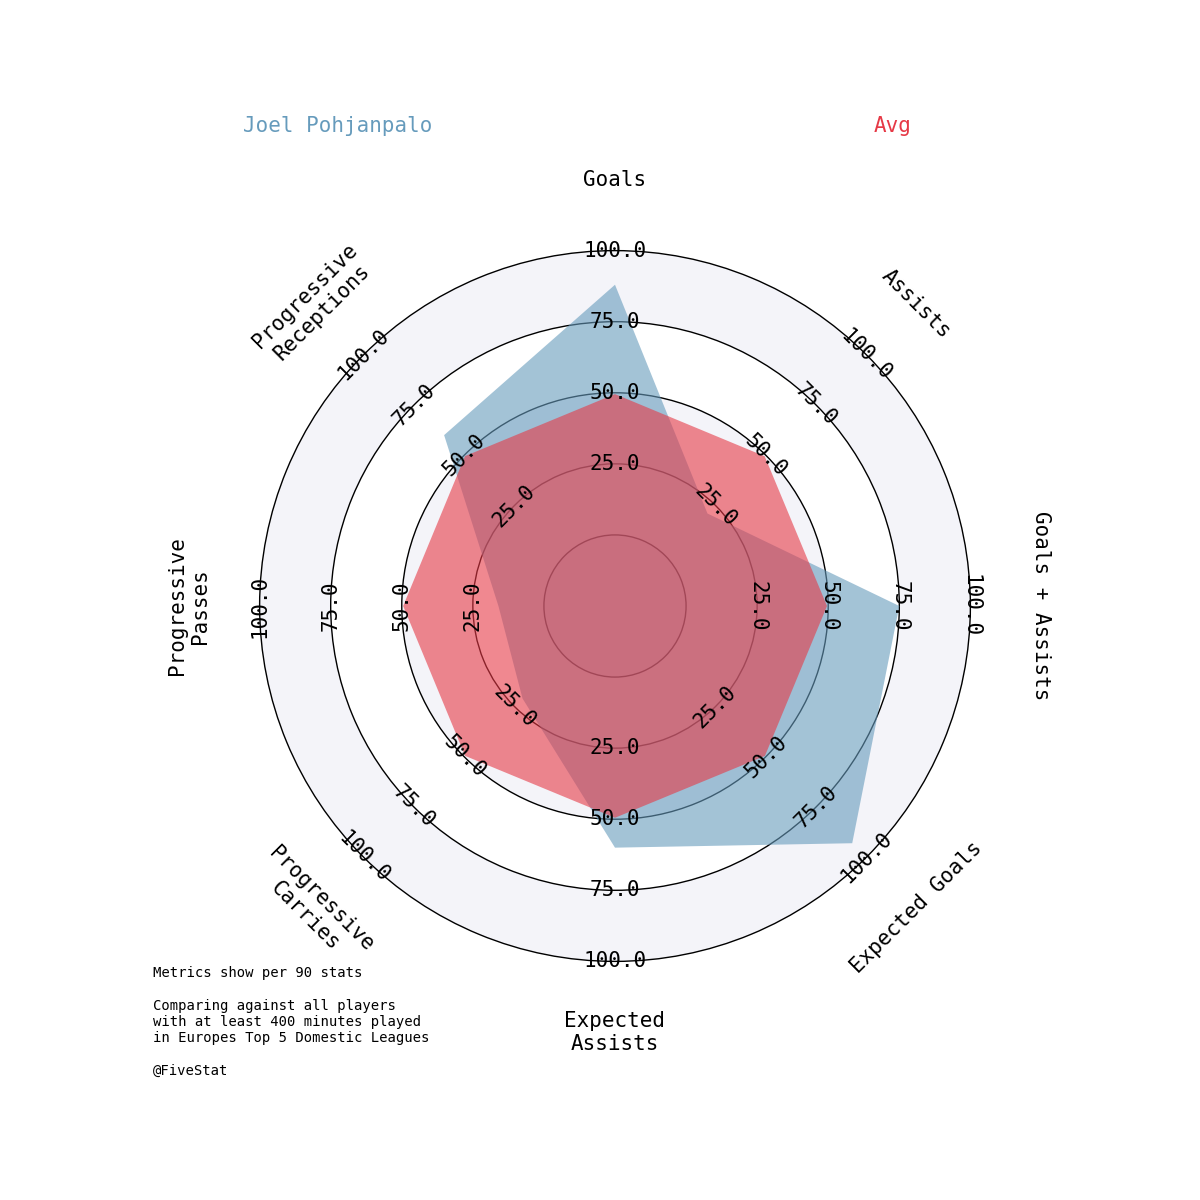 Joel Pohjanpalo
Avg
Goals
Assists
Goals + Assists
Expected Goals
Expected
Assists
Progressive
Carries
Progressive
Passes
Progressive
Receptions
25.0
50.0
75.0
100.0
25.0
50.0
75.0
100.0
25.0
50.0
75.0
100.0
25.0
50.0
75.0
100.0
25.0
50.0
75.0
100.0
25.0
50.0
75.0
100.0
25.0
50.0
75.0
100.0
25.0
50.0
75.0
100.0
Metrics show per 90 stats
Comparing against all players
with at least 400 minutes played
in Europes Top 5 Domestic Leagues
@FiveStat